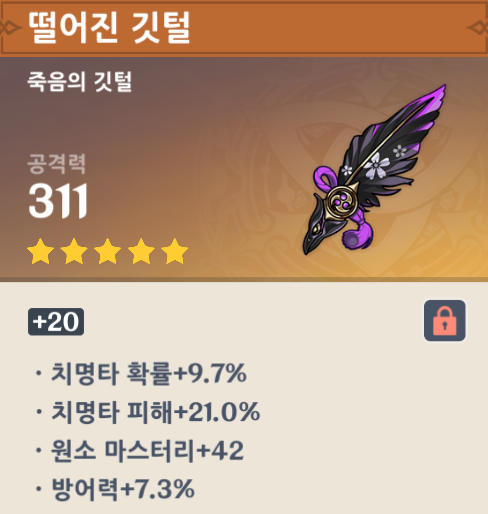 떨어진 깃털
죽음의 깃털
공격력
311
+20
· 치명타 확률+9.7%
· 치명타 피해+21.0%
· 원소 마스터리+42
· 방어력+7.3%